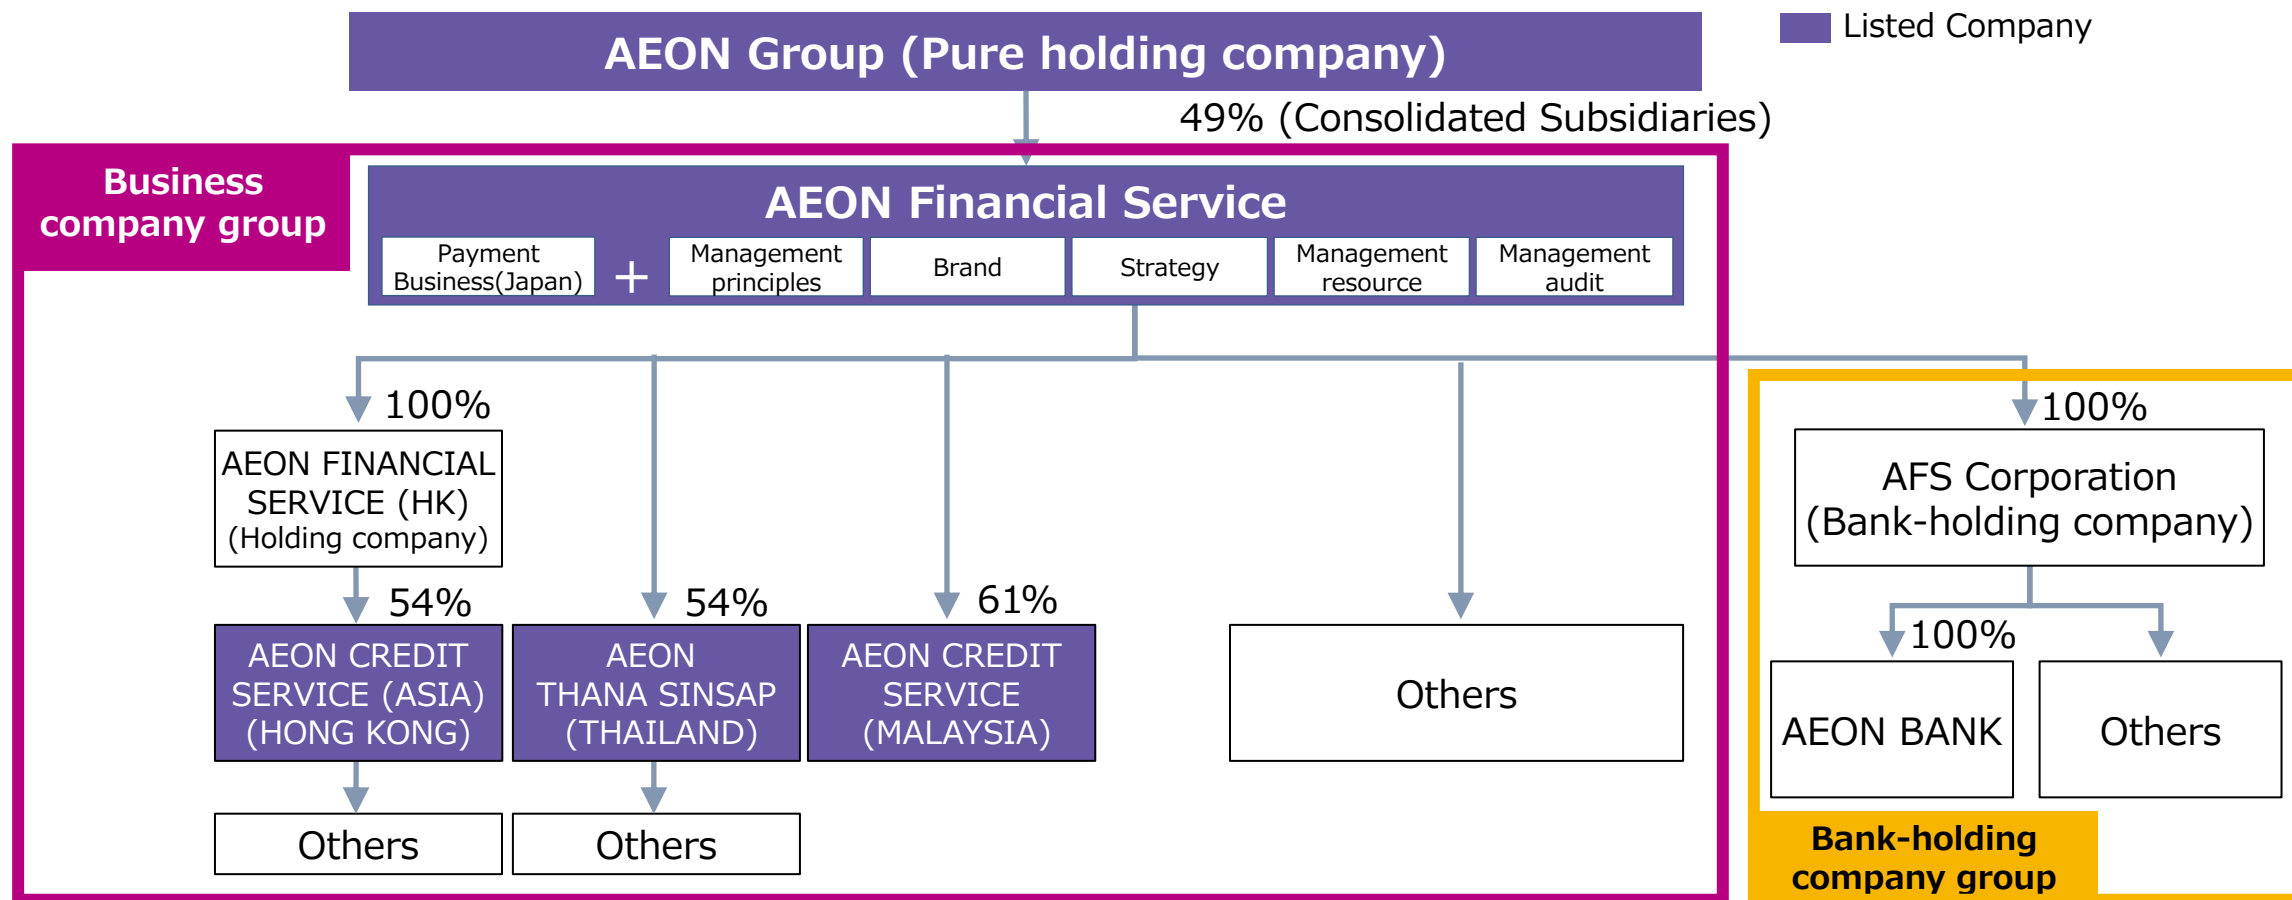 AEON Group (Pure holding company)
Listed Company
49% (Consolidated Subsidiaries)
Business
company group
AEON Financial Service
Payment
Business(Japan)
+
Management
principles
Brand
Strategy
Management
resource
Management
audit
100%
AEON FINANCIAL
SERVICE (HK)
(Holding company)
54%
AEON CREDIT
SERVICE (ASIA)
(HONG KONG)
Others
54%
AEON
THANA SINSAP
(THAILAND)
Others
61%
AEON CREDIT
SERVICE
(MALAYSIA)
Others
100%
AFS Corporation
(Bank-holding company)
100%
AEON BANK
Others
Bank-holding
company group